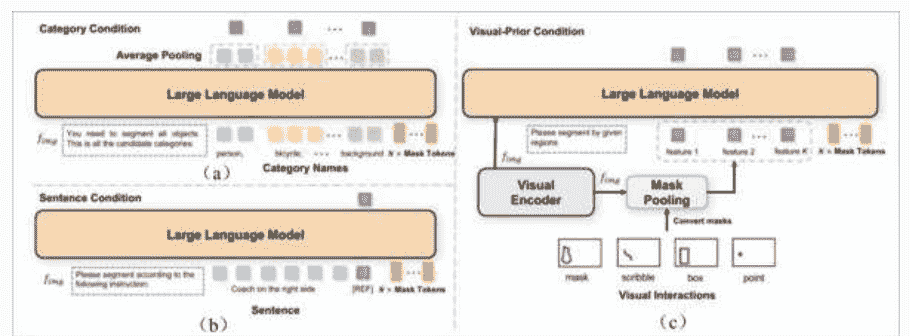 Category Condition
Average Pooling
Large Language Model
f_img
You need to segment all objects.
This is all the candidate categories:
person,
bicycle,
...
background
N × Mask Tokens
(a)
Category Names
Sentence Condition
Large Language Model
f_img
Please segment according to the
following instruction:
Coach on the right side
[REF]
N × Mask Tokens
Sentence
(b)
Visual-Prior Condition
Large Language Model
f_img
Please segment by given
regions
feature 1
feature 2
feature K
N × Mask Tokens
Visual
Encoder
f_img
Mask
Pooling
Convert masks
mask
scribble
box
point
Visual Interactions
(c)